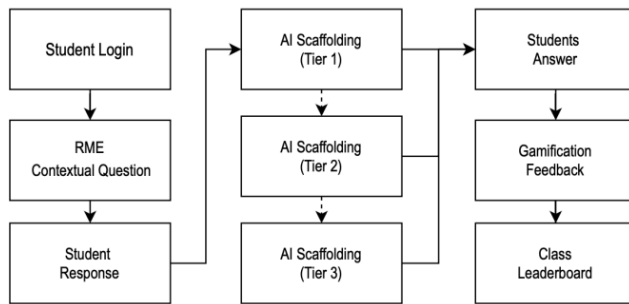 Student Login
RME
Contextual Question
Student
Response
AI Scaffolding
(Tier 1)
AI Scaffolding
(Tier 2)
AI Scaffolding
(Tier 3)
Students
Answer
Gamification
Feedback
Class
Leaderboard